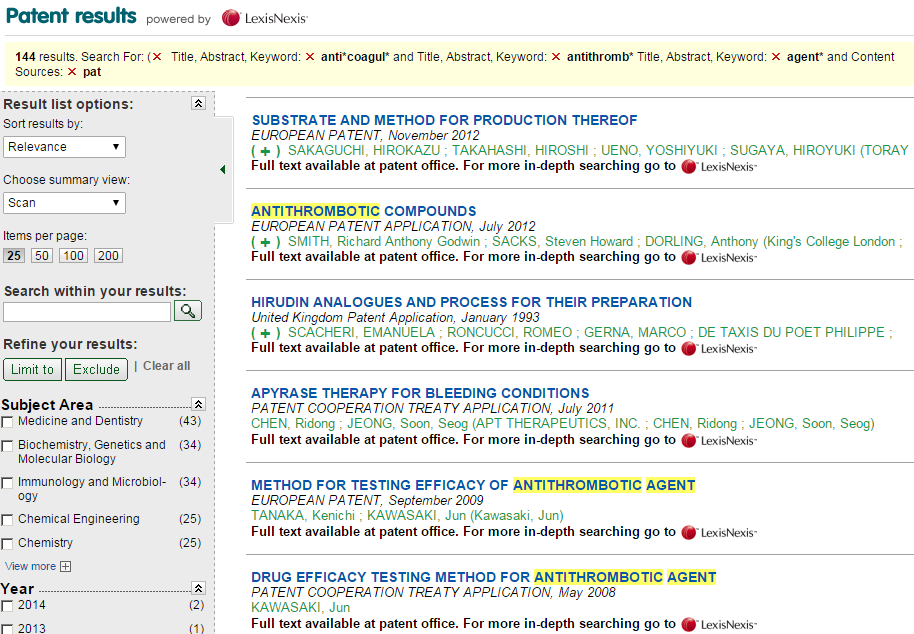 Patent results powered by LexisNexis
144 results. Search For: (✕ Title, Abstract, Keyword: ✕ anti*coagul* and Title, Abstract, Keyword: ✕ antithromb* Title, Abstract, Keyword: ✕ agent* and Content
Sources: ✕ pat
Result list options:
Sort results by:
Relevance
Choose summary view:
Scan
Items per page:
25 50 100 200
Search within your results:
Refine your results:
Limit to Exclude | Clear all
Subject Area
Medicine and Dentistry (43)
Biochemistry, Genetics and (34)
Molecular Biology
Immunology and Microbiol- (34)
ogy
Chemical Engineering (25)
Chemistry (25)
View more
Year
2014 (2)
2013 (1)
SUBSTRATE AND METHOD FOR PRODUCTION THEREOF
EUROPEAN PATENT, November 2012
( + ) SAKAGUCHI, HIROKAZU ; TAKAHASHI, HIROSHI ; UENO, YOSHIYUKI ; SUGAYA, HIROYUKI (TORAY
Full text available at patent office. For more in-depth searching go to LexisNexis
ANTITHROMBOTIC COMPOUNDS
EUROPEAN PATENT APPLICATION, July 2012
( + ) SMITH, Richard Anthony Godwin ; SACKS, Steven Howard ; DORLING, Anthony (King's College London ;
Full text available at patent office. For more in-depth searching go to LexisNexis
HIRUDIN ANALOGUES AND PROCESS FOR THEIR PREPARATION
United Kingdom Patent Application, January 1993
( + ) SCACHERI, EMANUELA ; RONCUCCI, ROMEO ; GERNA, MARCO ; DE TAXIS DU POET PHILIPPE ;
Full text available at patent office. For more in-depth searching go to LexisNexis
APYRASE THERAPY FOR BLEEDING CONDITIONS
PATENT COOPERATION TREATY APPLICATION, July 2011
CHEN, Ridong ; JEONG, Soon, Seog (APT THERAPEUTICS, INC. ; CHEN, Ridong ; JEONG, Soon, Seog)
Full text available at patent office. For more in-depth searching go to LexisNexis
METHOD FOR TESTING EFFICACY OF ANTITHROMBOTIC AGENT
EUROPEAN PATENT, September 2009
TANAKA, Kenichi ; KAWASAKI, Jun (Kawasaki, Jun)
Full text available at patent office. For more in-depth searching go to LexisNexis
DRUG EFFICACY TESTING METHOD FOR ANTITHROMBOTIC AGENT
PATENT COOPERATION TREATY APPLICATION, May 2008
KAWASAKI, Jun
Full text available at patent office. For more in-depth searching go to LexisNexis